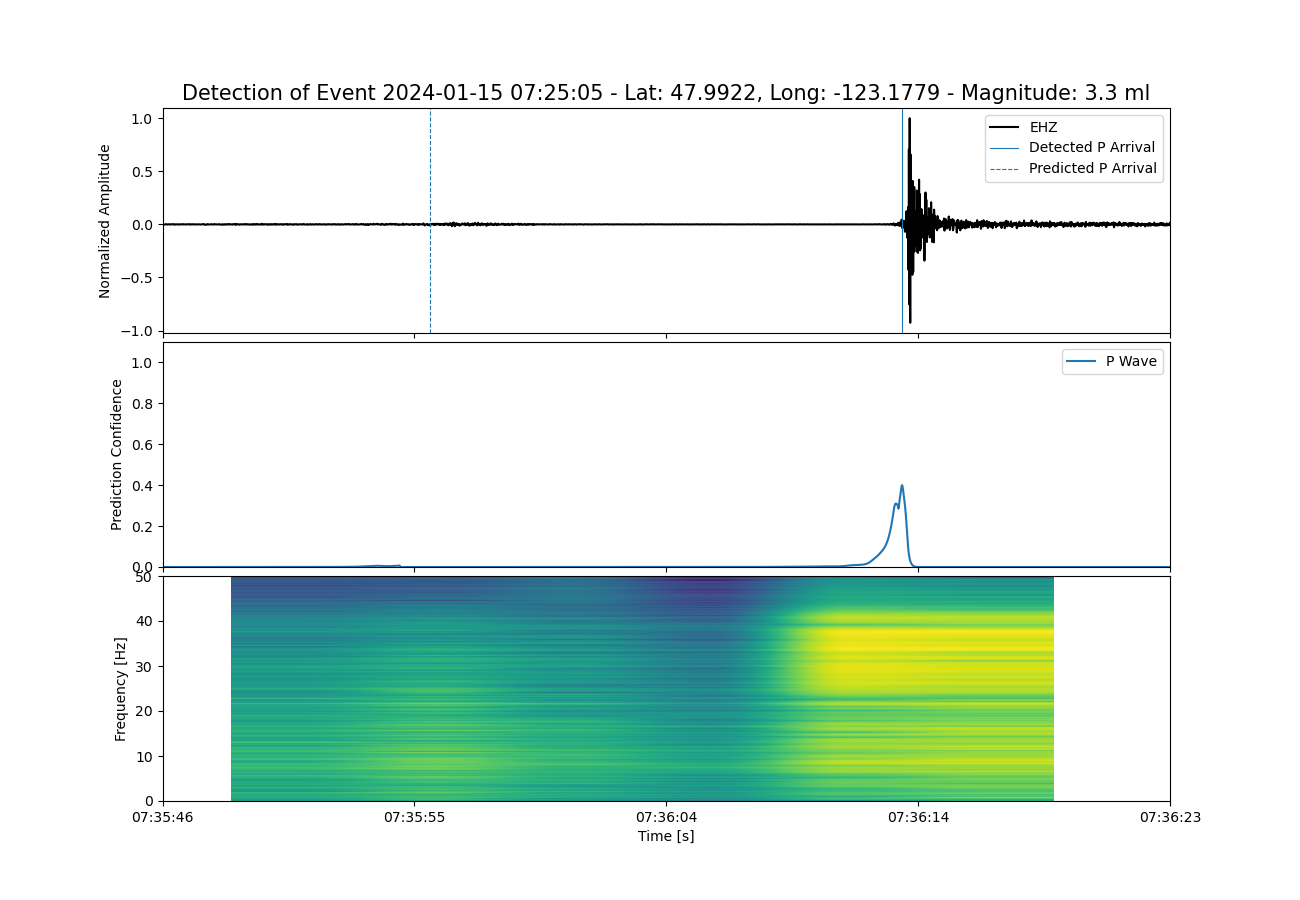 Detection of Event 2024-01-15 07:25:05 - Lat: 47.9922, Long: -123.1779 - Magnitude: 3.3 ml
Normalized Amplitude
1.0
0.5
0.0
−0.5
−1.0
EHZ
Detected P Arrival
Predicted P Arrival
Prediction Confidence
1.0
0.8
0.6
0.4
0.2
0.0
P Wave
Frequency [Hz]
50
40
30
20
10
0
07:35:46 07:35:55 07:36:04 07:36:14 07:36:23
Time [s]